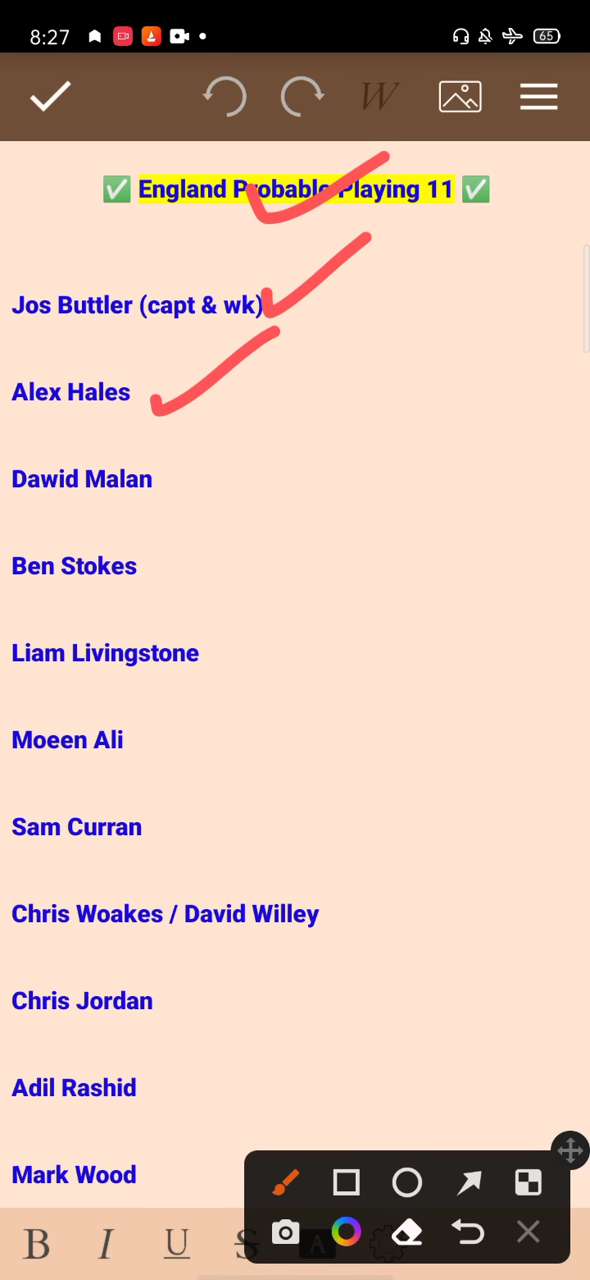 8:27
65
W
✅ England Probable Playing 11 ✅
Jos Buttler (capt & wk)
Alex Hales
Dawid Malan
Ben Stokes
Liam Livingstone
Moeen Ali
Sam Curran
Chris Woakes / David Willey
Chris Jordan
Adil Rashid
Mark Wood
B I U S A